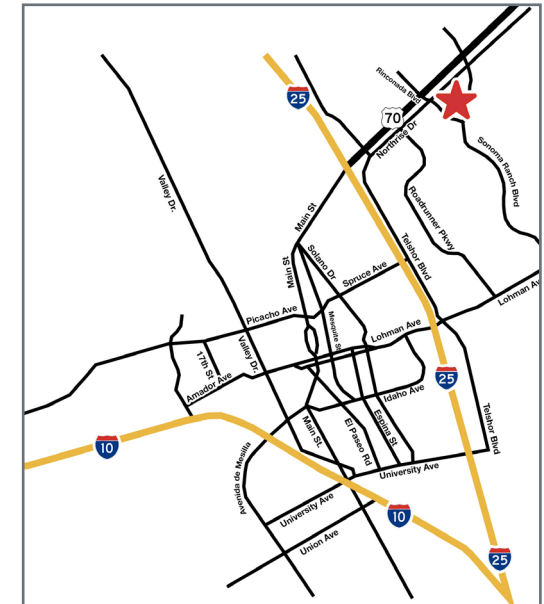 Rinconada Blvd
25
70
Northrise Dr
Sonoma Ranch Blvd
Valley Dr.
Roadrunner Pkwy
Main St
Solano Dr
Telshor Blvd
Main St
Spruce Ave
Lohman Av
Picacho Ave
Mesquite St
Lohman Ave
17th St
Valley Dr.
Amador Ave
25
Idaho Ave
Main St.
El Paseo Rd
Espina St
Telshor Blvd
10
Avenida de Mesilla
University Ave
University Ave
10
Union Ave
25